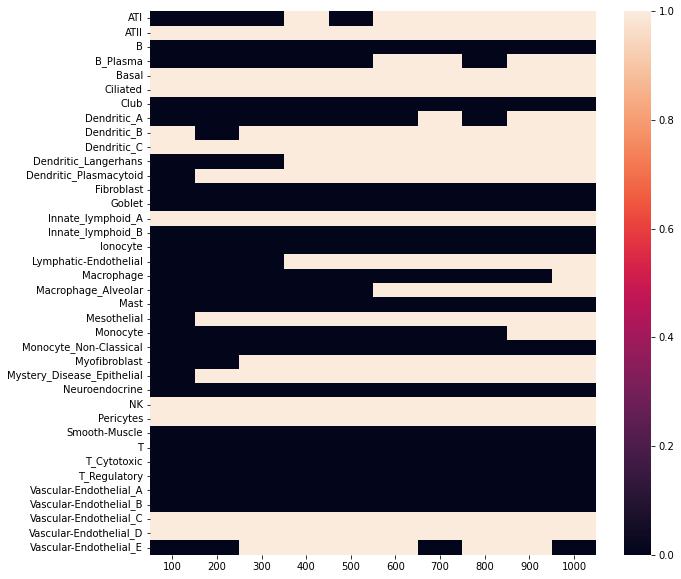 ATI
ATII
B
B_Plasma
Basal
Ciliated
Club
Dendritic_A
Dendritic_B
Dendritic_C
Dendritic_Langerhans
Dendritic_Plasmacytoid
Fibroblast
Goblet
Innate_lymphoid_A
Innate_lymphoid_B
Ionocyte
Lymphatic-Endothelial
Macrophage
Macrophage_Alveolar
Mast
Mesothelial
Monocyte
Monocyte_Non-Classical
Myofibroblast
Mystery_Disease_Epithelial
Neuroendocrine
NK
Pericytes
Smooth-Muscle
T
T_Cytotoxic
T_Regulatory
Vascular-Endothelial_A
Vascular-Endothelial_B
Vascular-Endothelial_C
Vascular-Endothelial_D
Vascular-Endothelial_E
100 200 300 400 500 600 700 800 900 1000
1.0
0.8
0.6
0.4
0.2
0.0